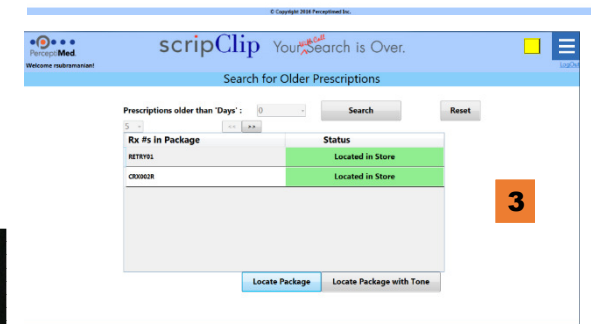 © Copyright 2016 Perceptimed Inc.
PerceptiMed.
Welcome rsubramanian!
scripClip Your Will Call Search is Over.
LogOut
Search for Older Prescriptions
Prescriptions older than 'Days' : 0 Search Reset
5 << >>
Rx #s in Package Status
RETRY01 Located in Store
CRX002R Located in Store
3
Locate Package Locate Package with Tone